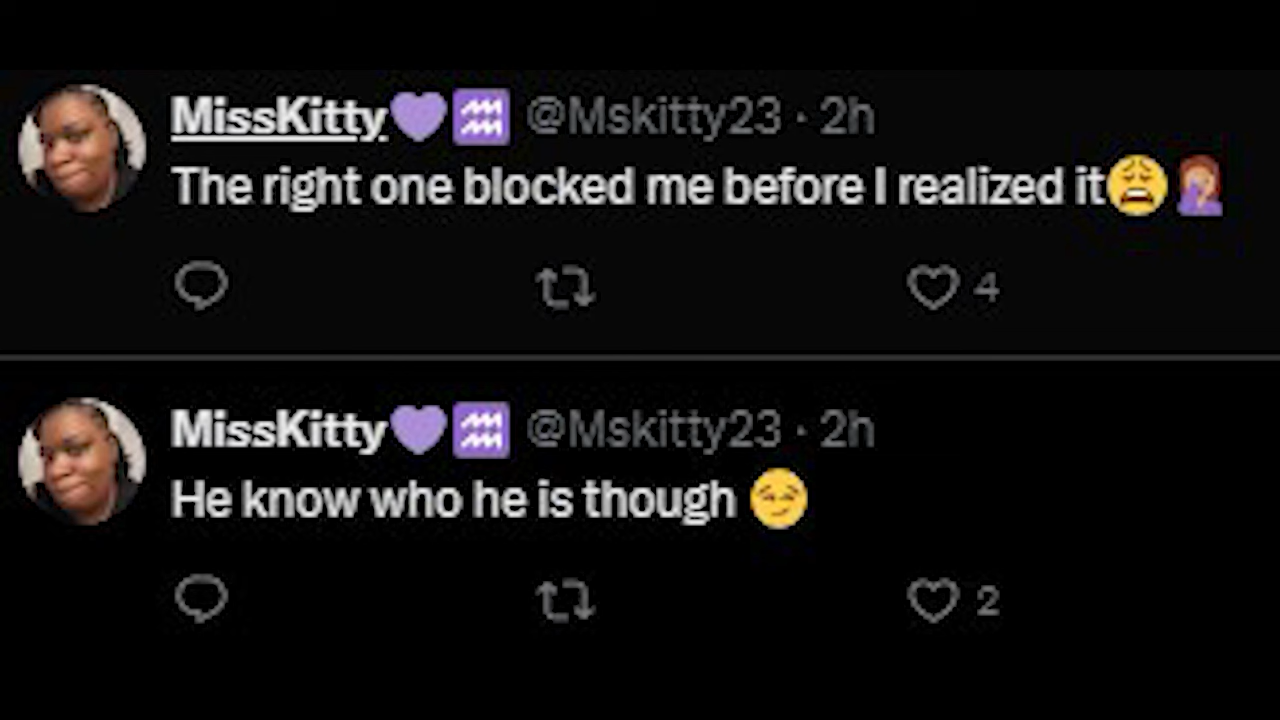 MissKitty💜♒ @Mskitty23 · 2h
The right one blocked me before I realized it😩🤦🏽‍♀️
4
MissKitty💜♒ @Mskitty23 · 2h
He know who he is though 😏
2